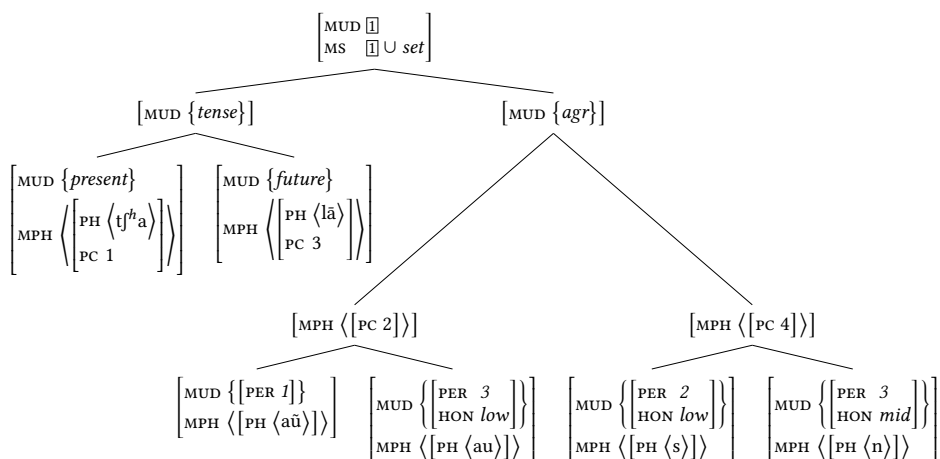 MUD 1
MS 1 ∪ set
[MUD {tense}] [MUD {agr}]
MUD {present}
MPH ⟨[PH ⟨tʃʰa⟩
PC 1]⟩
MUD {future}
MPH ⟨[PH ⟨lā⟩
PC 3]⟩
[MPH ⟨[PC 2]⟩] [MPH ⟨[PC 4]⟩]
MUD {[PER 1]}
MPH ⟨[PH ⟨aũ̄⟩]⟩
MUD {[PER 3
HON low]}
MPH ⟨[PH ⟨au⟩]⟩
MUD {[PER 2
HON low]}
MPH ⟨[PH ⟨s⟩]⟩
MUD {[PER 3
HON mid]}
MPH ⟨[PH ⟨n⟩]⟩